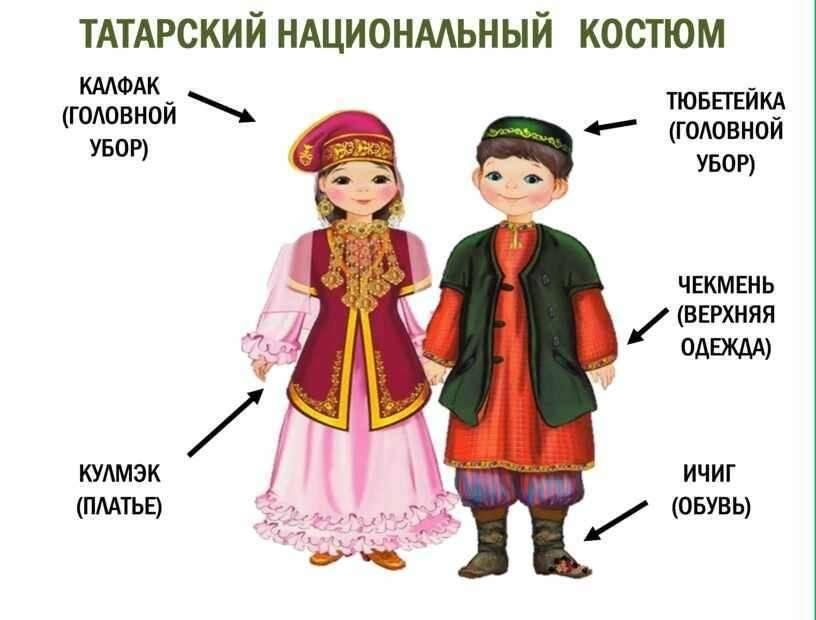 ТАТАРСКИЙ НАЦИОНАЛЬНЫЙ КОСТЮМ
КАЛФАК
(ГОЛОВНОЙ
УБОР)
ТЮБЕТЕЙКА
(ГОЛОВНОЙ
УБОР)
ЧЕКМЕНЬ
(ВЕРХНЯЯ
ОДЕЖДА)
КУЛМЭК
(ПЛАТЬЕ)
ИЧИГ
(ОБУВЬ)